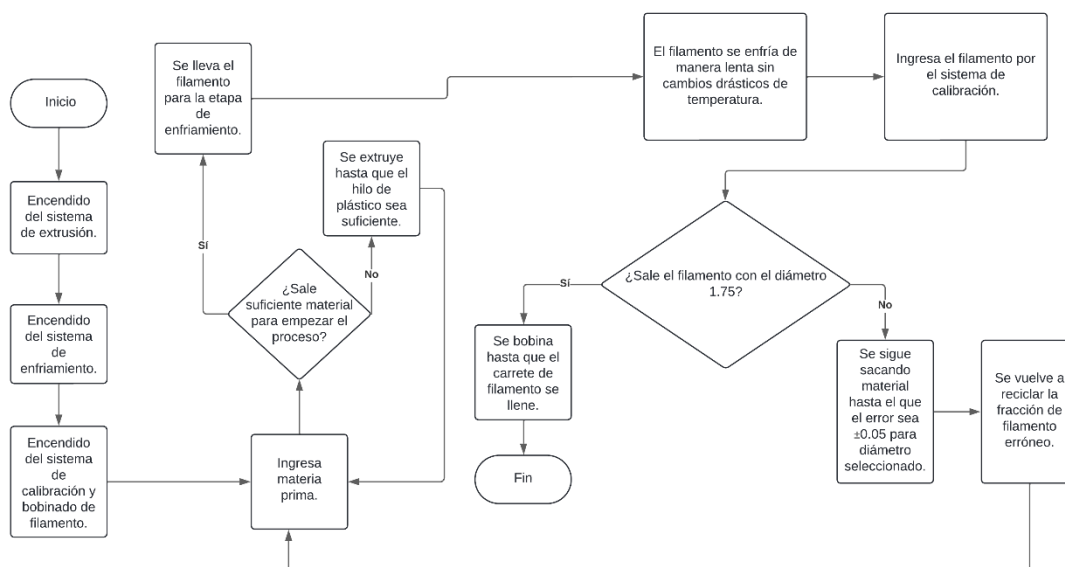 Inicio
Encendido
del sistema
de extrusión.
Encendido
del sistema
de
enfriamiento.
Encendido
del sistema
de
calibración y
bobinado de
filamento.
Ingresa
materia
prima.
¿Sale
suficiente material
para empezar el
proceso?
Sí
No
Se extruye
hasta que el
hilo de
plástico sea
suficiente.
Se lleva el
filamento
para la etapa
de
enfriamiento.
El filamento se enfría de
manera lenta sin
cambios drásticos de
temperatura.
Ingresa el filamento por
el sistema de
calibración.
¿Sale el filamento con el diámetro
1.75?
Sí
No
Se bobina
hasta que el
carrete de
filamento se
llene.
Fin
Se sigue
sacando
material
hasta el que
el error sea
±0.05 para
diámetro
seleccionado.
Se vuelve a
reciclar la
fracción de
filamento
erróneo.